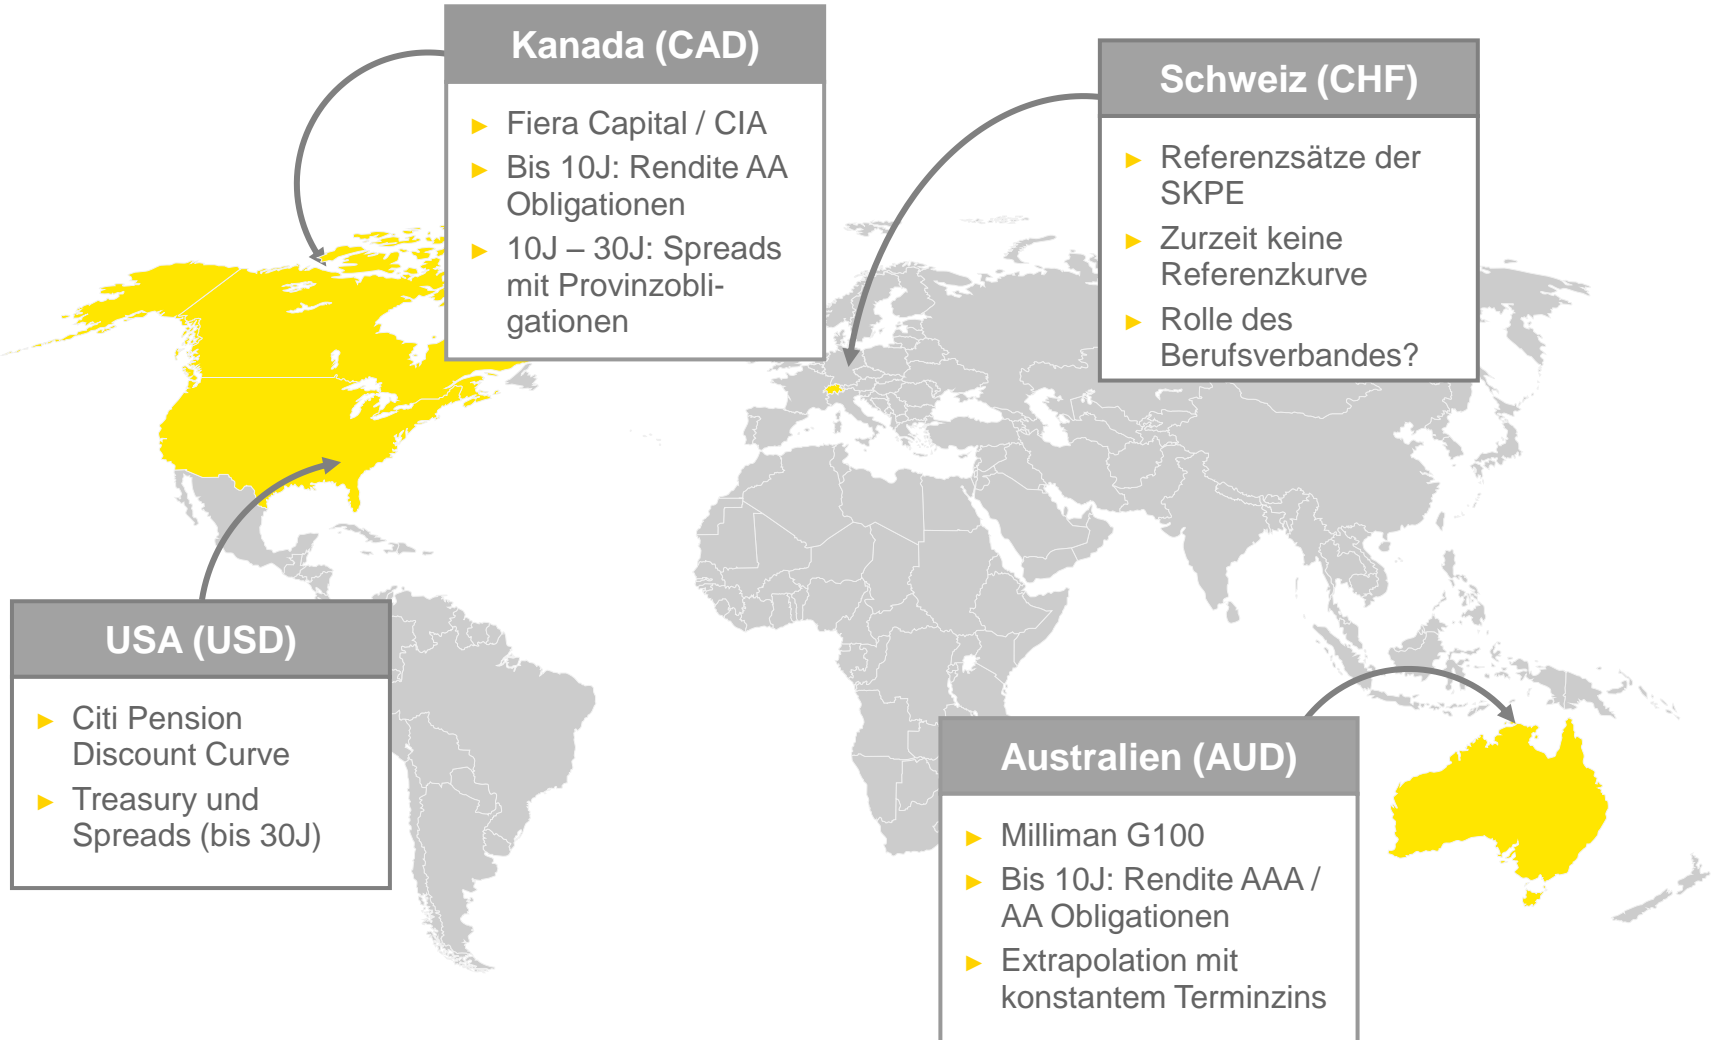 Kanada (CAD)
► Fiera Capital / CIA
► Bis 10J: Rendite AA
Obligationen
► 10J – 30J: Spreads
mit Provinzobli-
gationen
Schweiz (CHF)
► Referenzsätze der
SKPE
► Zurzeit keine
Referenzkurve
► Rolle des
Berufsverbandes?
USA (USD)
► Citi Pension
Discount Curve
► Treasury und
Spreads (bis 30J)
Australien (AUD)
► Milliman G100
► Bis 10J: Rendite AAA /
AA Obligationen
► Extrapolation mit
konstantem Terminzins